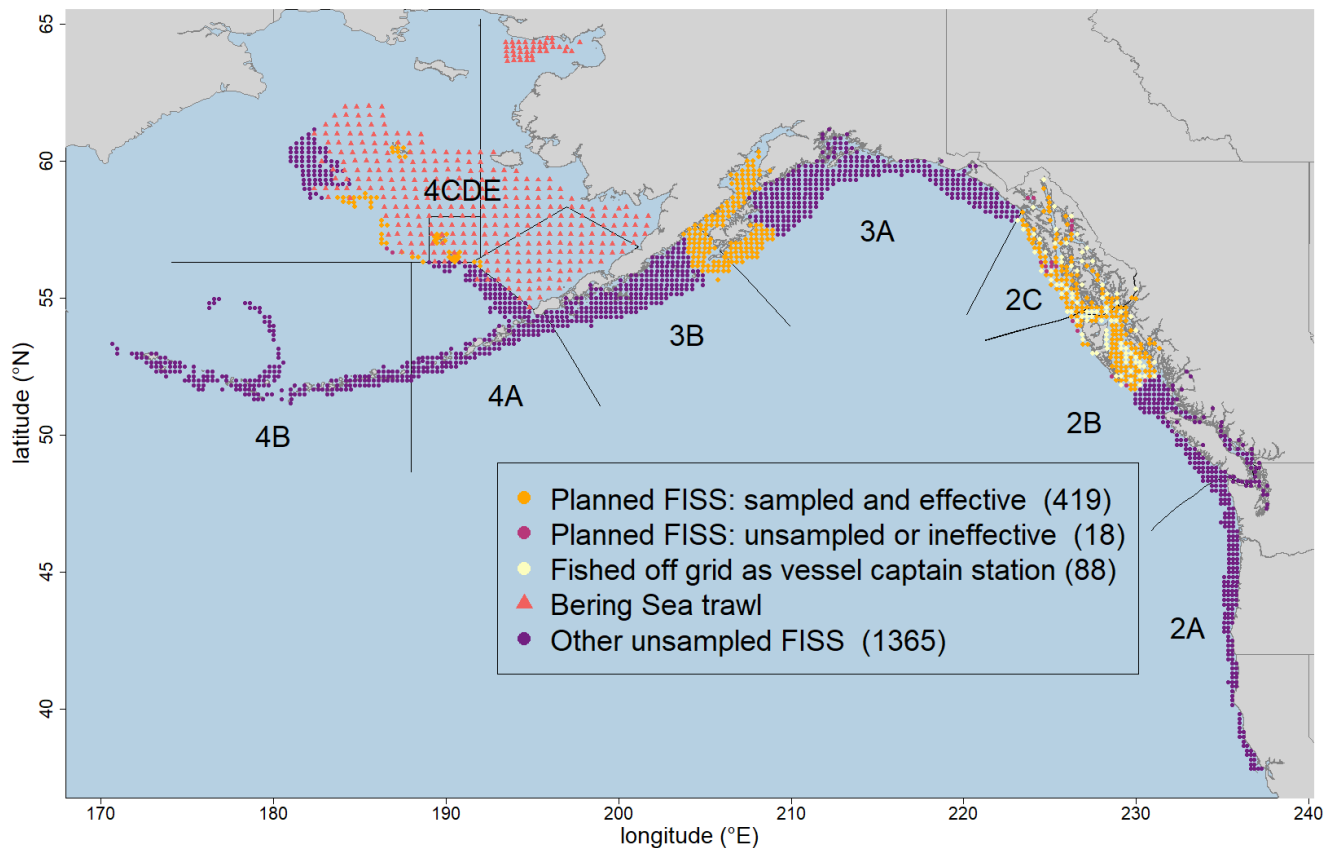 65
60
55
50
45
40
latitude (°N)
4CDE
3A
2C
3B
4A
2B
4B
2A
Planned FISS: sampled and effective (419)
Planned FISS: unsampled or ineffective (18)
Fished off grid as vessel captain station (88)
Bering Sea trawl
Other unsampled FISS (1365)
170 180 190 200 210 220 230 240
longitude (°E)